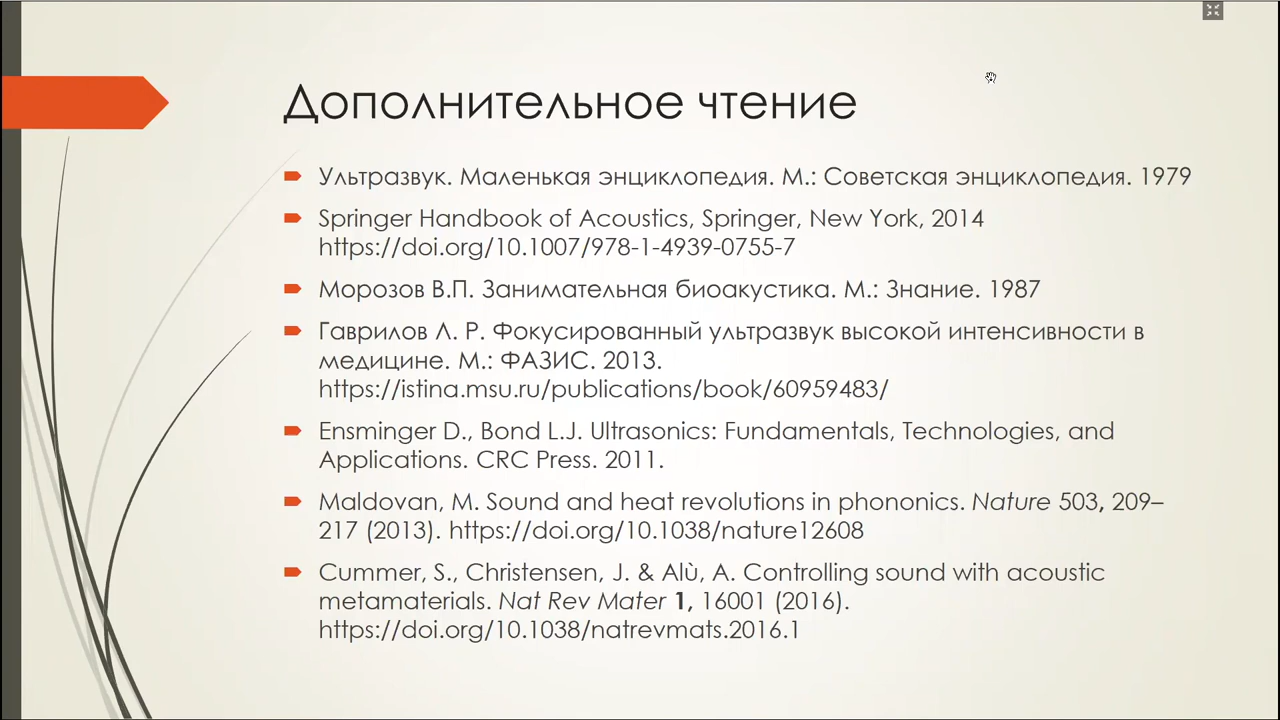 Дополнительное чтение
Ультразвук. Маленькая энциклопедия. М.: Советская энциклопедия. 1979
Springer Handbook of Acoustics, Springer, New York, 2014
https://doi.org/10.1007/978-1-4939-0755-7
Морозов В.П. Занимательная биоакустика. М.: Знание. 1987
Гаврилов Л. Р. Фокусированный ультразвук высокой интенсивности в
медицине. М.: ФАЗИС. 2013.
https://istina.msu.ru/publications/book/60959483/
Ensminger D., Bond L.J. Ultrasonics: Fundamentals, Technologies, and
Applications. CRC Press. 2011.
Maldovan, M. Sound and heat revolutions in phononics. Nature 503, 209–
217 (2013). https://doi.org/10.1038/nature12608
Cummer, S., Christensen, J. & Alù, A. Controlling sound with acoustic
metamaterials. Nat Rev Mater 1, 16001 (2016).
https://doi.org/10.1038/natrevmats.2016.1